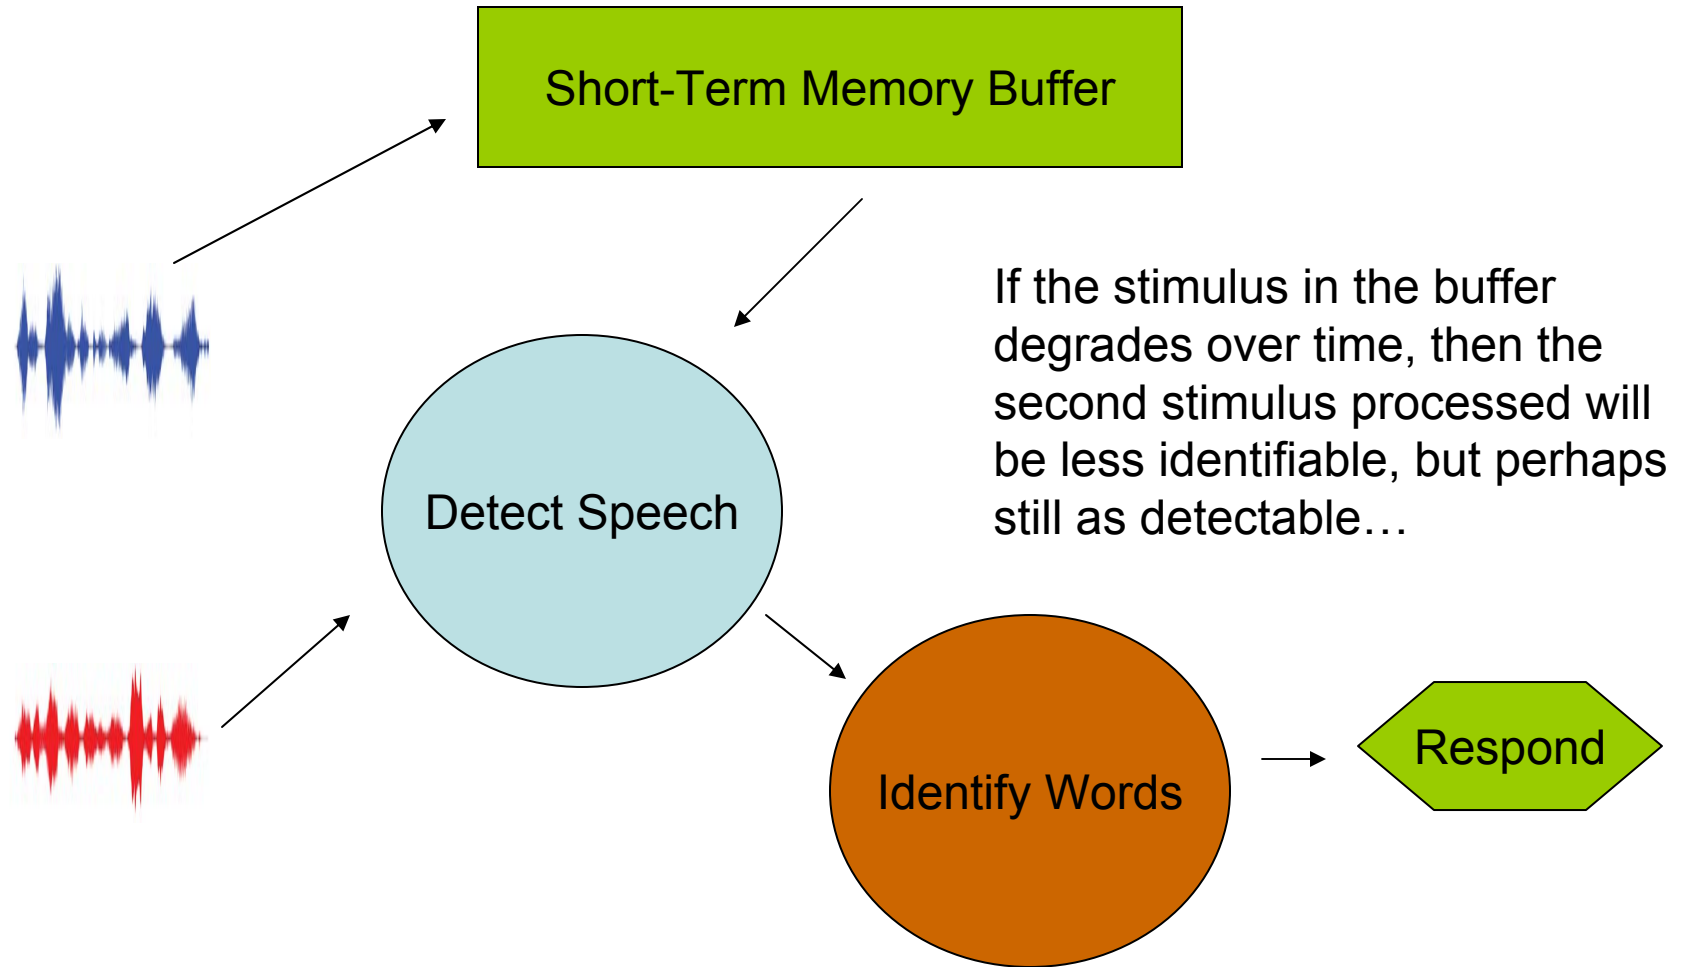 Short-Term Memory Buffer
If the stimulus in the buffer
degrades over time, then the
second stimulus processed will
be less identifiable, but perhaps
still as detectable…
Detect Speech
Identify Words
Respond